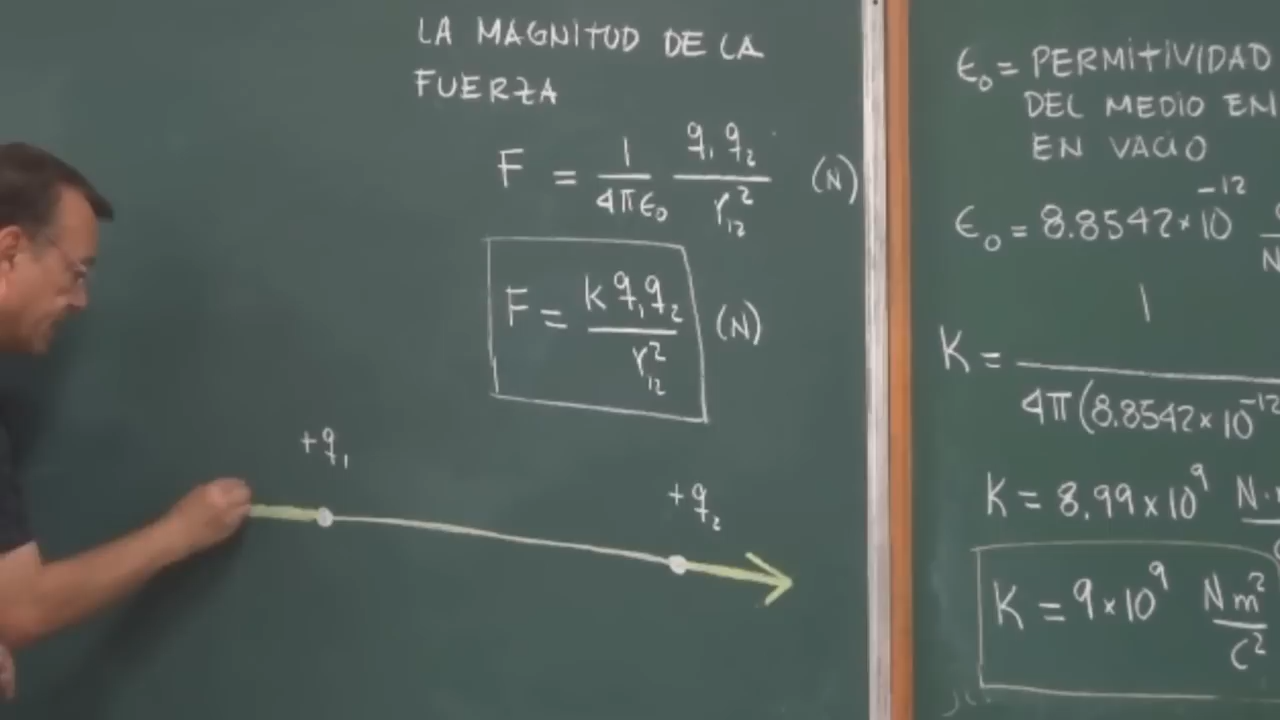 LA MAGNITUD DE LA
FUERZA
F = 1/4πϵ₀ q₁q₂/r₁₂² (N)
F = k q₁q₂/r₁₂² (N)
+q₁
+q₂
ϵ₀ = PERMITIVIDAD
DEL MEDIO EN
EN VACIO
ϵ₀ = 8.8542×10⁻¹²
K = 1/4π(8.8542×10⁻¹²
K = 8.99×10⁹ N·
K = 9×10⁹ Nm²/C²